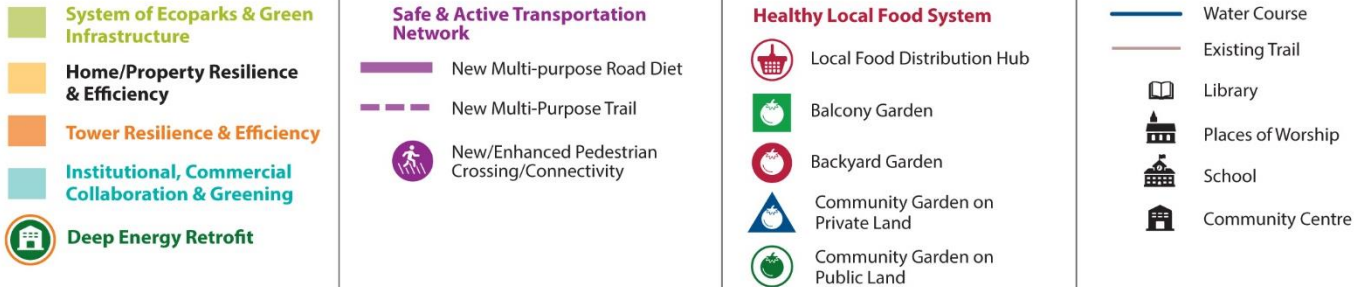 System of Ecoparks & Green
Infrastructure
Home/Property Resilience
& Efficiency
Tower Resilience & Efficiency
Institutional, Commercial
Collaboration & Greening
Deep Energy Retrofit
Safe & Active Transportation
Network
New Multi-purpose Road Diet
New Multi-Purpose Trail
New/Enhanced Pedestrian
Crossing/Connectivity
Healthy Local Food System
Local Food Distribution Hub
Balcony Garden
Backyard Garden
Community Garden on
Private Land
Community Garden on
Public Land
Water Course
Existing Trail
Library
Places of Worship
School
Community Centre